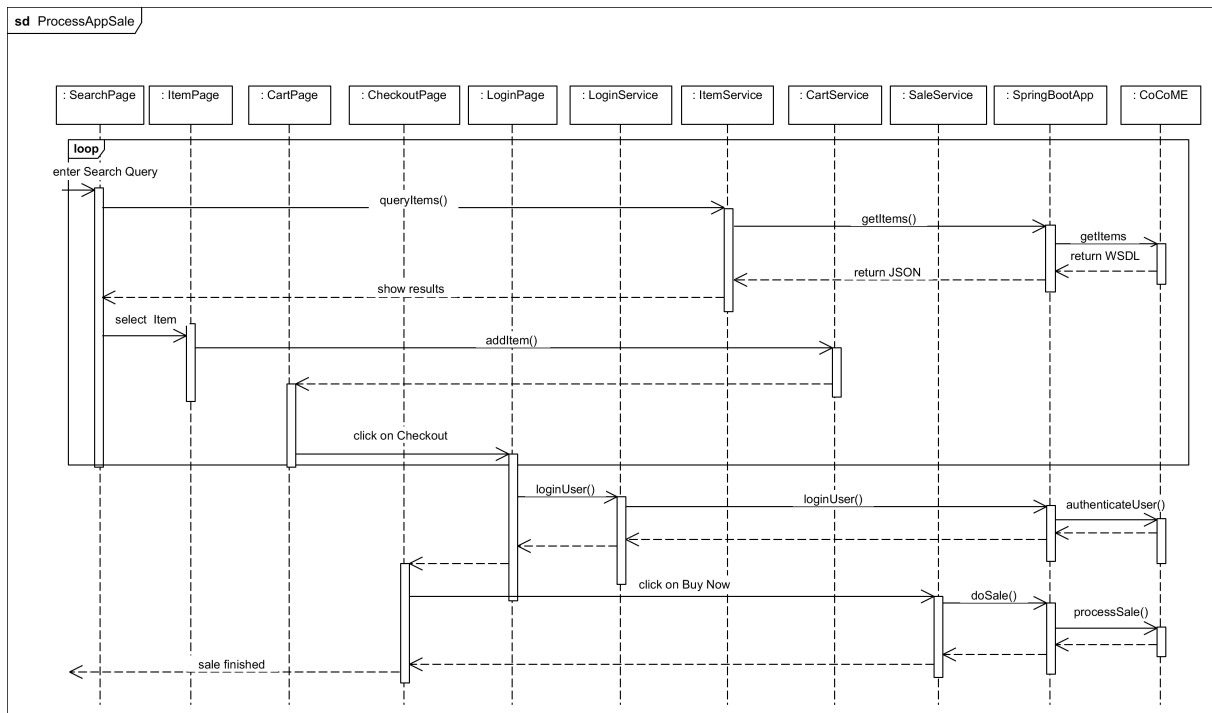 sd ProcessAppSale
: SearchPage
: ItemPage
: CartPage
: CheckoutPage
: LoginPage
: LoginService
: ItemService
: CartService
: SaleService
: SpringBootApp
: CoCoME
loop
enter Search Query
queryItems()
getItems()
getItems
return WSDL
return JSON
show results
select Item
addItem()
click on Checkout
loginUser()
loginUser()
authenticateUser()
click on Buy Now
doSale()
processSale()
sale finished